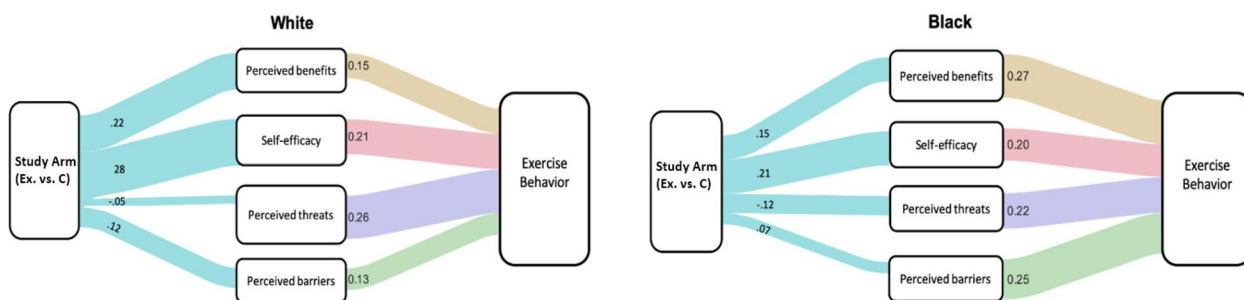 White
Study Arm
(Ex. vs. C)
.22
28
-.05
.12
Perceived benefits
0.15
Self-efficacy
0.21
Perceived threats
0.26
Perceived barriers
0.13
Exercise
Behavior
Black
Study Arm
(Ex. vs. C)
.15
.21
-.12
.07
Perceived benefits
0.27
Self-efficacy
0.20
Perceived threats
0.22
Perceived barriers
0.25
Exercise
Behavior